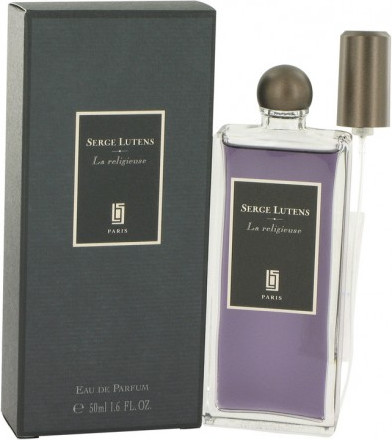 SERGE LUTENS
La religieuse
PARIS
EAU DE PARFUM
℮ 50ml 1.6 FL. OZ.
SERGE LUTENS
La religieuse
PARIS